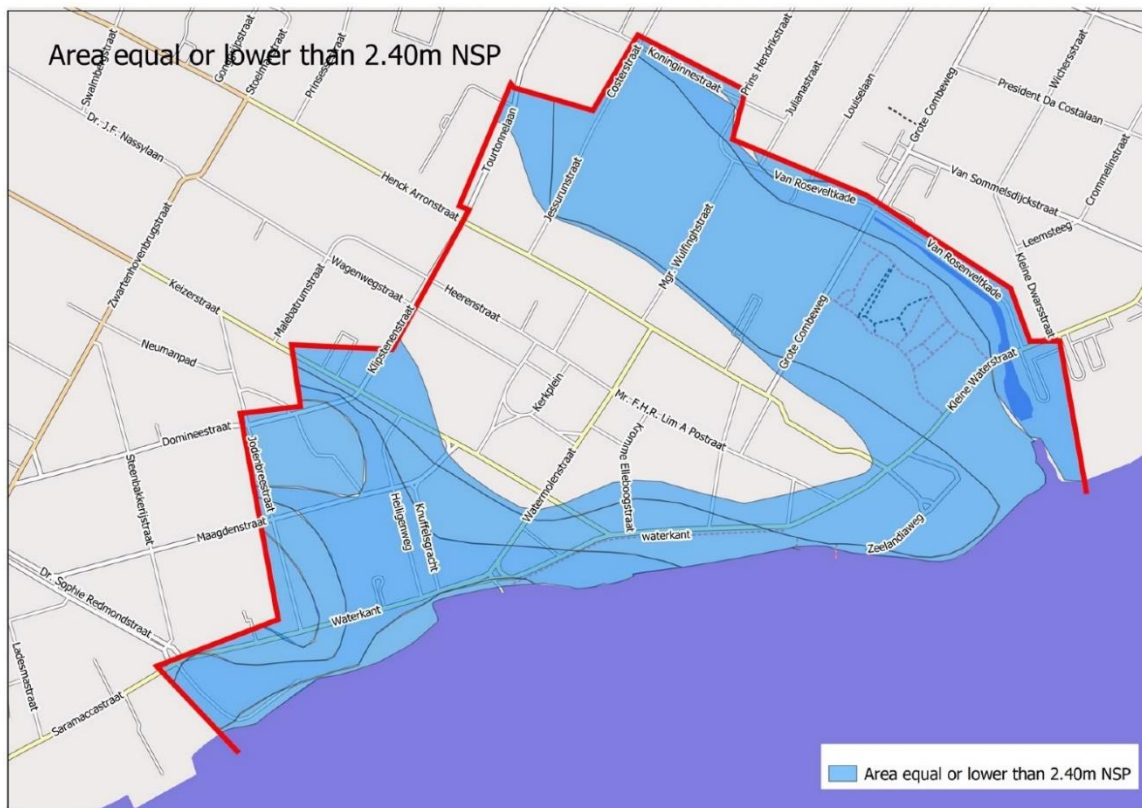 Area equal or lower than 2.40m NSP
Swalmbergstraat
Gongrijpstraat
Stoelmanstraat
Prinsessestraat
Dr. J.F. Nassylaan
Zwartenhovenbrugstraat
Tourtonnelaan
Costerstraat
Koninginnestraat
Prins Hendrikstraat
Julianastraat
Louiselaan
Grote Combeweg
Wichersstraat
President Da Costalaan
Van Sommelsdijckstraat
Crommelinstraat
Leemsteeg
Kleine Dwarsstraat
Henck Arronstraat
Jessurunstraat
Mgr. Wulfinghstraat
Van Roseveltkade
Van Rosenveltkade
Keizerstraat
Malebatrumstraat
Wagenwegstraat
Heerenstraat
Klipstenenstraat
Neumanpad
Grote Combeweg
Kleine Waterstraat
Kerkplein
Mr. F.H.R. Lim A Postraat
Domineestraat
Jodenbreestraat
Steenbakkerijstraat
Maagdenstraat
Heiligenweg
Knuffelsgracht
Watermolenstraat
Kromme Elleboogstraat
waterkant
Zeelandiaweg
Dr. Sophie Redmondstraat
Waterkant
Ladesmastraat
Saramaccastraat
Area equal or lower than 2.40m NSP